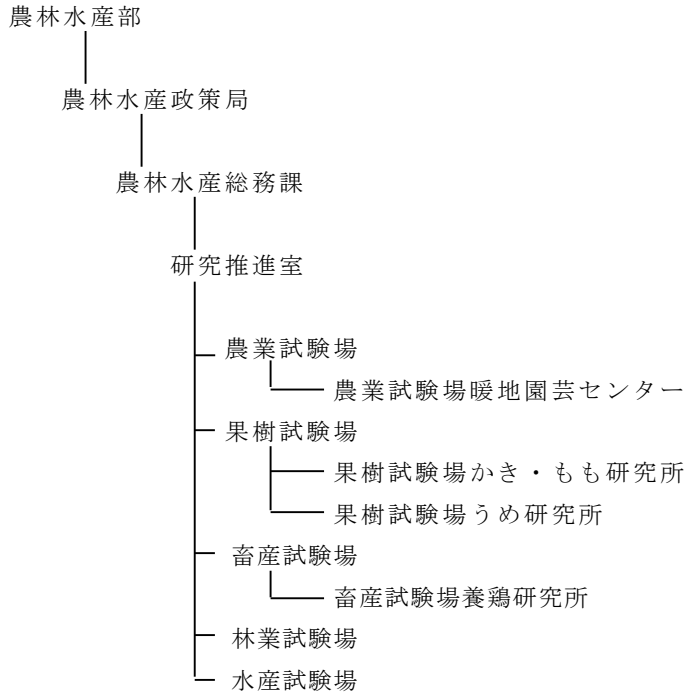 農林水産部
農林水産政策局
農林水産総務課
研究推進室
農業試験場
農業試験場暖地園芸センター
果樹試験場
果樹試験場かき・もも研究所
果樹試験場うめ研究所
畜産試験場
畜産試験場養鶏研究所
林業試験場
水産試験場